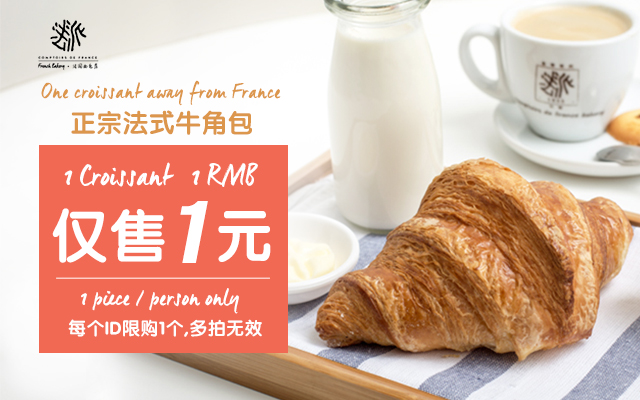 COMPTOIRS DE FRANCE
French Bakery · 法国面包店
One croissant away from France
正宗法式牛角包
1 Croissant 1 RMB
仅售1元
1 piece / person only
每个ID限购1个,多拍无效